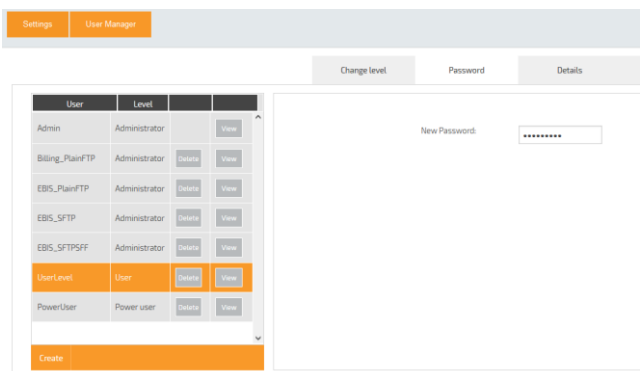 Settings User Manager
Change level Password Details
User Level
Admin Administrator View
Billing_PlainFTP Administrator Delete View
EBIS_PlainFTP Administrator Delete View
EBIS_SFTP Administrator Delete View
EBIS_SFTPSFF Administrator Delete View
UserLevel User Delete View
PowerUser Power user Delete View
Create
New Password: •••••••••